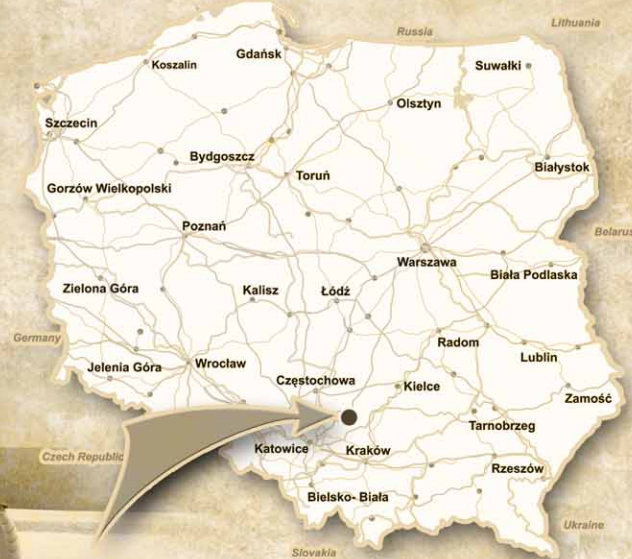 Lithuania
Russia
Gdańsk
Koszalin
Suwałki
Olsztyn
Szczecin
Bydgoszcz
Toruń
Białystok
Gorzów Wielkopolski
Poznań
Belarus
Warszawa
Biała Podlaska
Zielona Góra
Kalisz
Łódź
Germany
Radom
Lublin
Jelenia Góra
Wrocław
Częstochowa
Kielce
Zamość
Tarnobrzeg
Czech Republic
Katowice
Kraków
Rzeszów
Bielsko- Biała
Ukraine
Slovakia